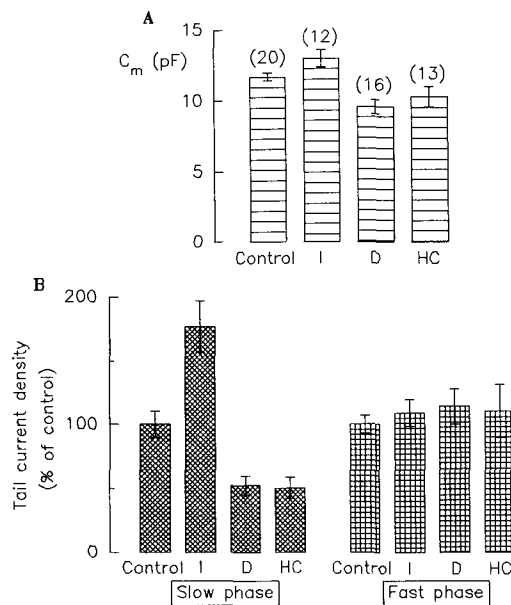 A
C_m (pF)
15
10
5
0
(20)
(12)
(16)
(13)
Control I D HC
B
Tail current density
(% of control)
200
100
0
Control I D HC
Slow phase
Control I D HC
Fast phase